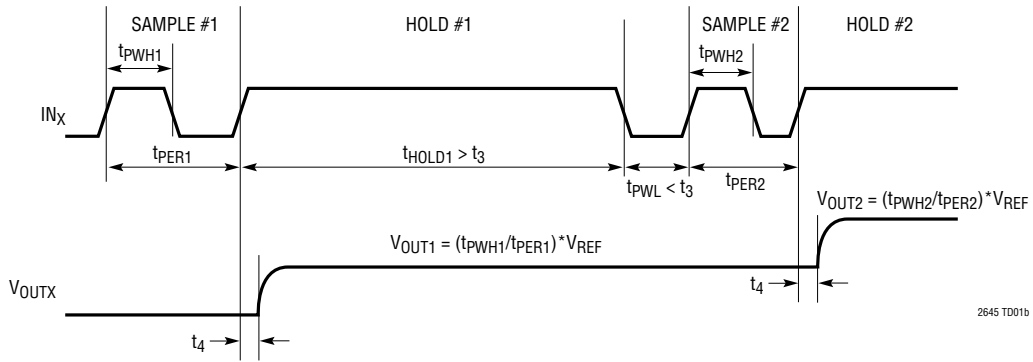 SAMPLE #1
HOLD #1
SAMPLE #2
HOLD #2
tPWH1
tPWH2
INX
tPER1
tHOLD1 > t3
tPWL < t3
tPER2
VOUT2 = (tPWH2/tPER2)*VREF
VOUT1 = (tPWH1/tPER1)*VREF
VOUTX
t4
t4
2645 TD01b